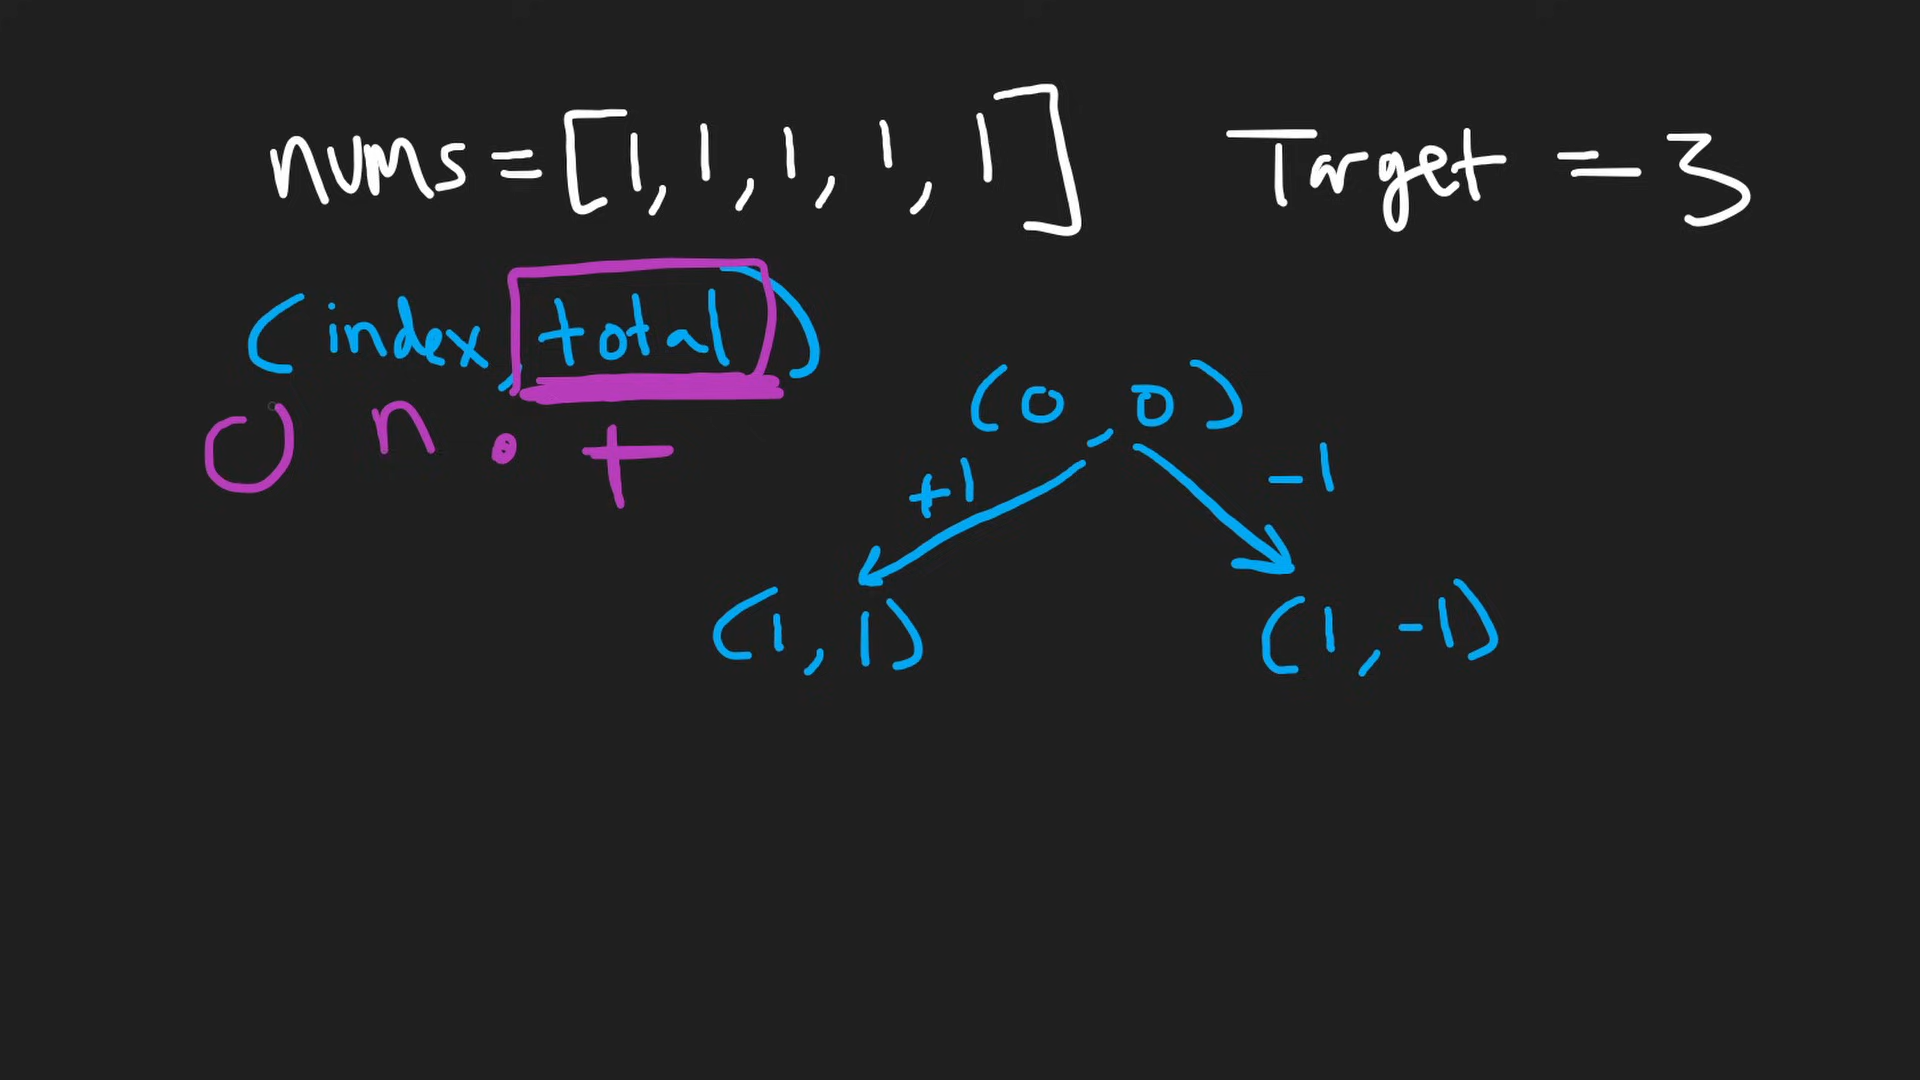 nums = [1, 1, 1, 1, 1] Target = 3
(index, total)
(0, 0)
O n · t
+1 -1
(1, 1) (1, -1)